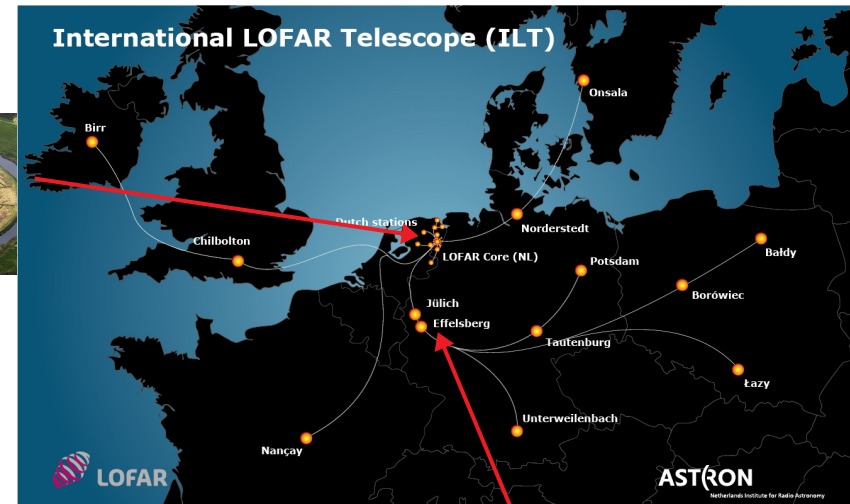 International LOFAR Telescope (ILT)
Onsala
Birr
Dutch stations
Norderstedt
Chilbolton
LOFAR Core (NL)
Potsdam
Bałdy
Borówiec
Jülich
Effelsberg
Tautenburg
Łazy
Unterweilenbach
Nançay
LOFAR
ASTRON
Netherlands Institute for Radio Astronomy